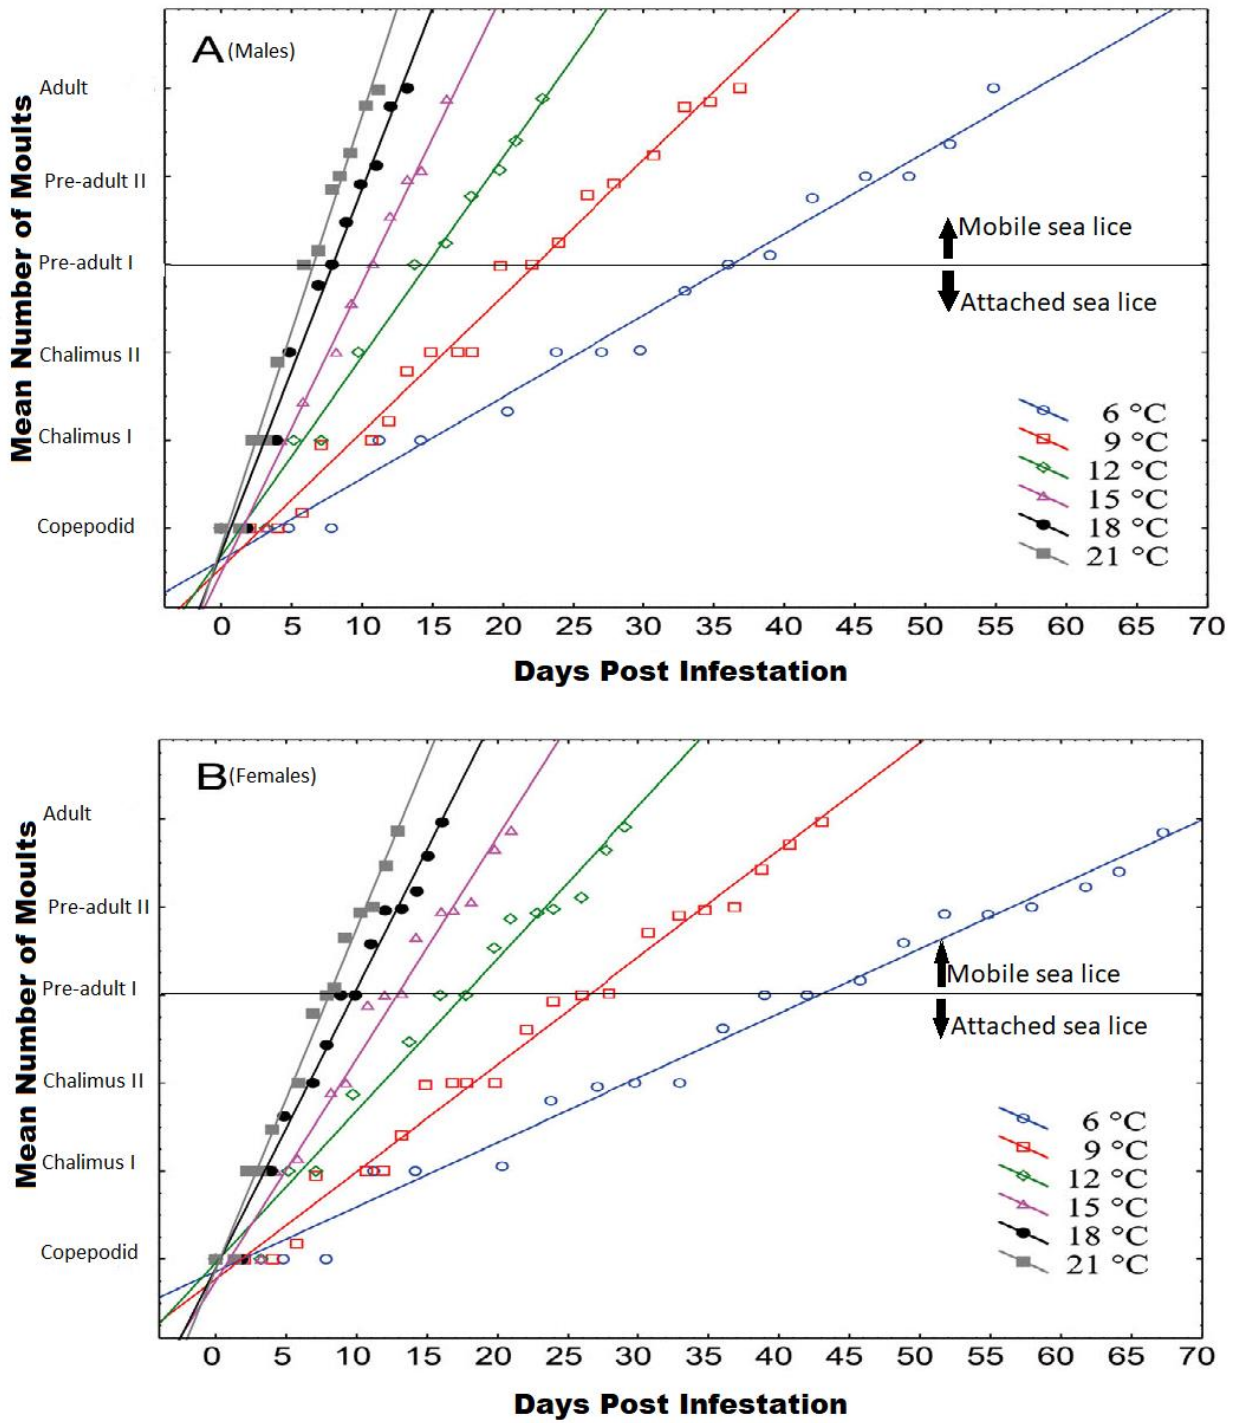 A (Males)
Mean Number of Moults
Adult
Pre-adult II
Pre-adult I
Chalimus II
Chalimus I
Copepodid
Mobile sea lice
Attached sea lice
6 °C
9 °C
12 °C
15 °C
18 °C
21 °C
0 5 10 15 20 25 30 35 40 45 50 55 60 65 70
Days Post Infestation
B (Females)
Mean Number of Moults
Adult
Pre-adult II
Pre-adult I
Chalimus II
Chalimus I
Copepodid
Mobile sea lice
Attached sea lice
6 °C
9 °C
12 °C
15 °C
18 °C
21 °C
0 5 10 15 20 25 30 35 40 45 50 55 60 65 70
Days Post Infestation